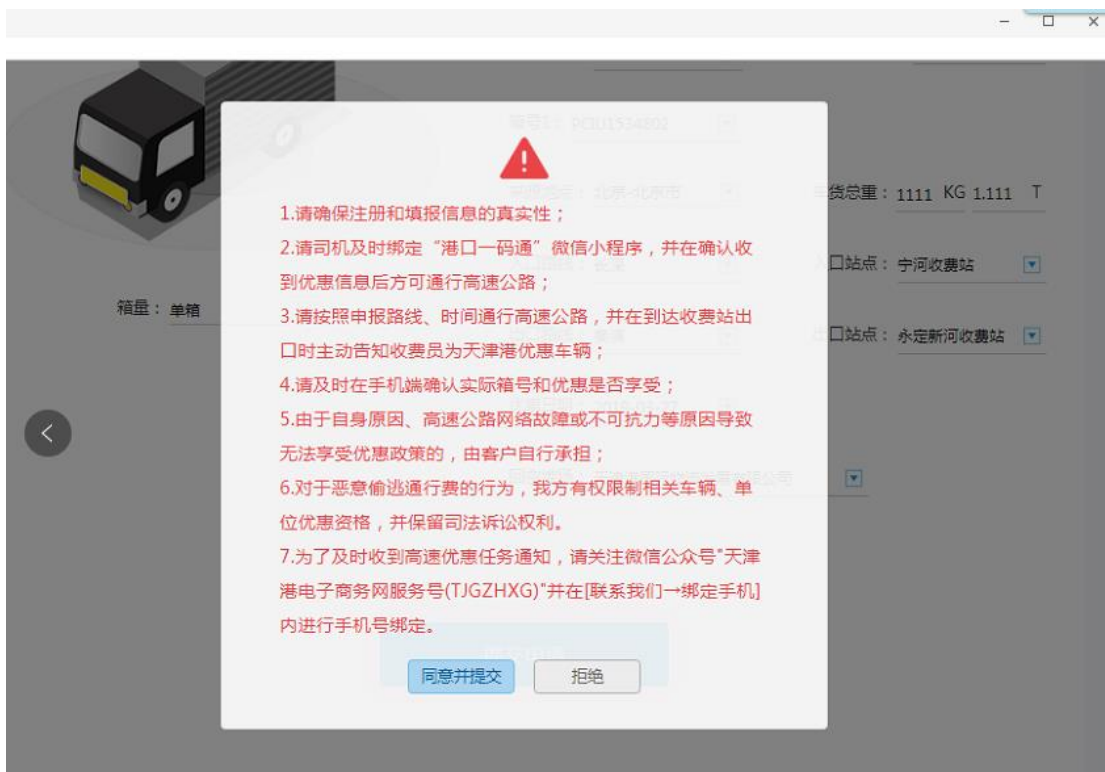 箱号1： PCIU1534802
车货总重： 1111 KG 1.111 T
1.请确保注册和填报信息的真实性；
2.请司机及时绑定“港口一码通”微信小程序，并在确认收
到优惠信息后方可通行高速公路；
入口站点： 宁河收费站
箱量： 单箱
3.请按照申报路线、时间通行高速公路，并在到达收费站出
口时主动告知收费员为天津港优惠车辆；
出口站点： 永定新河收费站
4.请及时在手机端确认实际箱号和优惠是否享受；
5.由于自身原因、高速公路网络故障或不可抗力等原因导致
无法享受优惠政策的，由客户自行承担；
6.对于恶意偷逃通行费的行为，我方有权限制相关车辆、单
位优惠资格，并保留司法诉讼权利。
7.为了及时收到高速优惠任务通知，请关注微信公众号"天津
港电子商务网服务号(TJGZHXG)"并在[联系我们→绑定手机]
内进行手机号绑定。
同意并提交 拒绝